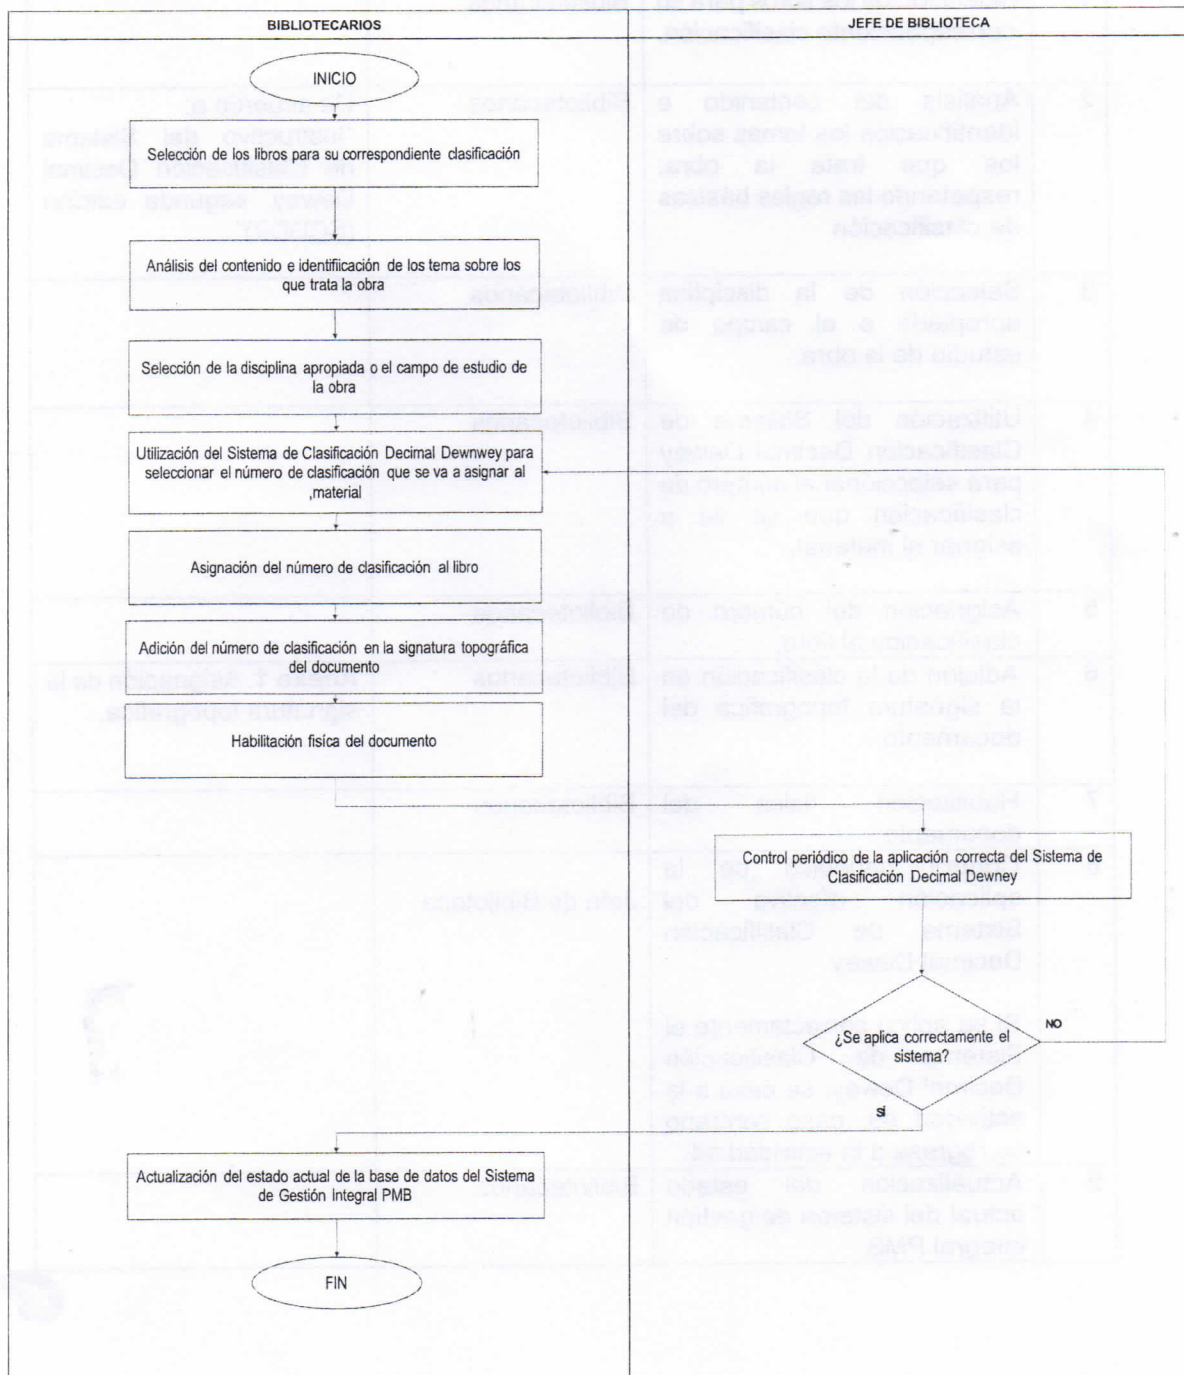 BIBLIOTECARIOS
JEFE DE BIBLIOTECA
INICIO
Selección de los libros para su correspondiente clasificación
Análisis del contenido e identifiicación de los tema sobre los
que trata la obra
Selección de la disciplina apropiada o el campo de estudio de
la obra
Utilización del Sistema de Clasificación Decimal Dewnwey para
seleccionar el número de clasificación que se va a asignar al
,material
Asignación del número de clasificación al libro
Adición del número de clasificación en la signatura topográfica
del documento
Habilitación fisíca del documento
Control periódico de la aplicación correcta del Sistema de
Clasificación Decimal Dewney
¿Se aplica correctamente el
sistema?
NO
sí
Actualización del estado actual de la base de datos del Sistema
de Gestión Integral PMB
FIN